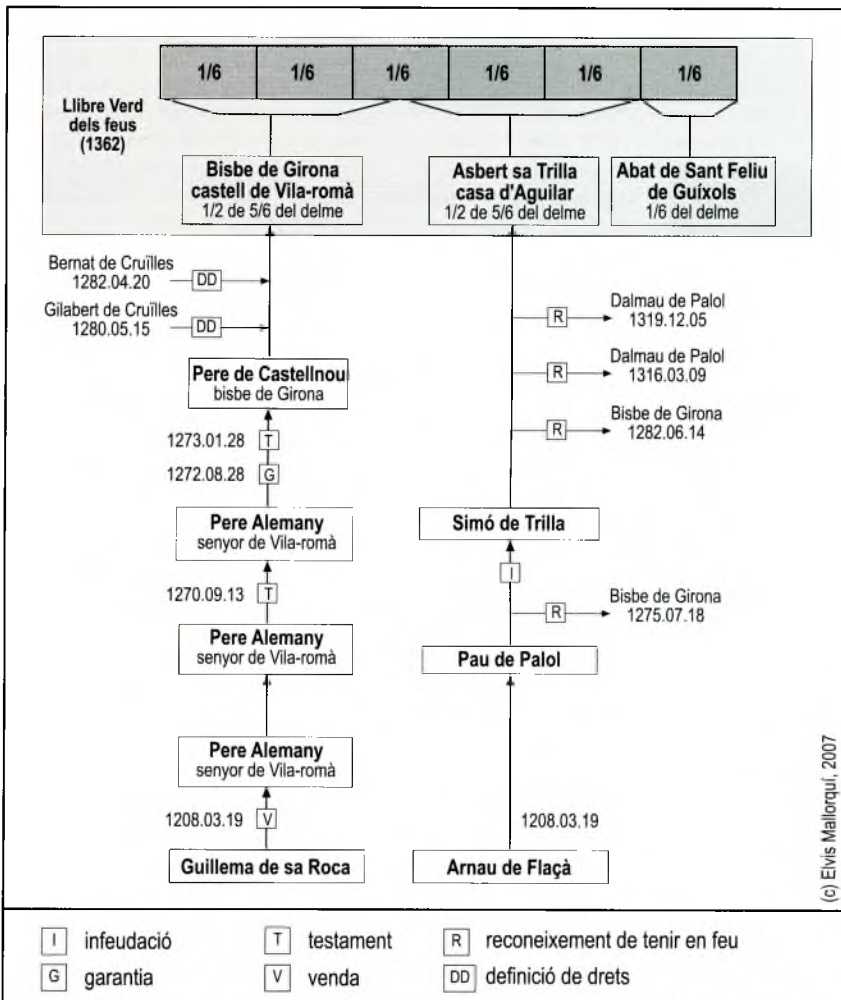 1/6 1/6 1/6 1/6 1/6 1/6
Llibre Verd
dels feus
(1362)
Bisbe de Girona
castell de Vila-romà
1/2 de 5/6 del delme
Asbert sa Trilla
casa d'Aguilar
1/2 de 5/6 del delme
Abat de Sant Feliu
de Guíxols
1/6 del delme
Bernat de Cruïlles
1282.04.20 DD
Gilabert de Cruïlles
1280.05.15 DD
Pere de Castellnou
bisbe de Girona
1273.01.28 T
1272.08.28 G
Pere Alemany
senyor de Vila-romà
1270.09.13 T
Pere Alemany
senyor de Vila-romà
Pere Alemany
senyor de Vila-romà
1208.03.19 V
Guillema de sa Roca
Dalmau de Palol
R 1319.12.05
Dalmau de Palol
R 1316.03.09
Bisbe de Girona
R 1282.06.14
Simó de Trilla
I
Bisbe de Girona
R 1275.07.18
Pau de Palol
1208.03.19
Arnau de Flaçà
(c) Elvis Mallorquí, 2007
I infeudació
T testament
R reconeixement de tenir en feu
G garantia
V venda
DD definició de drets